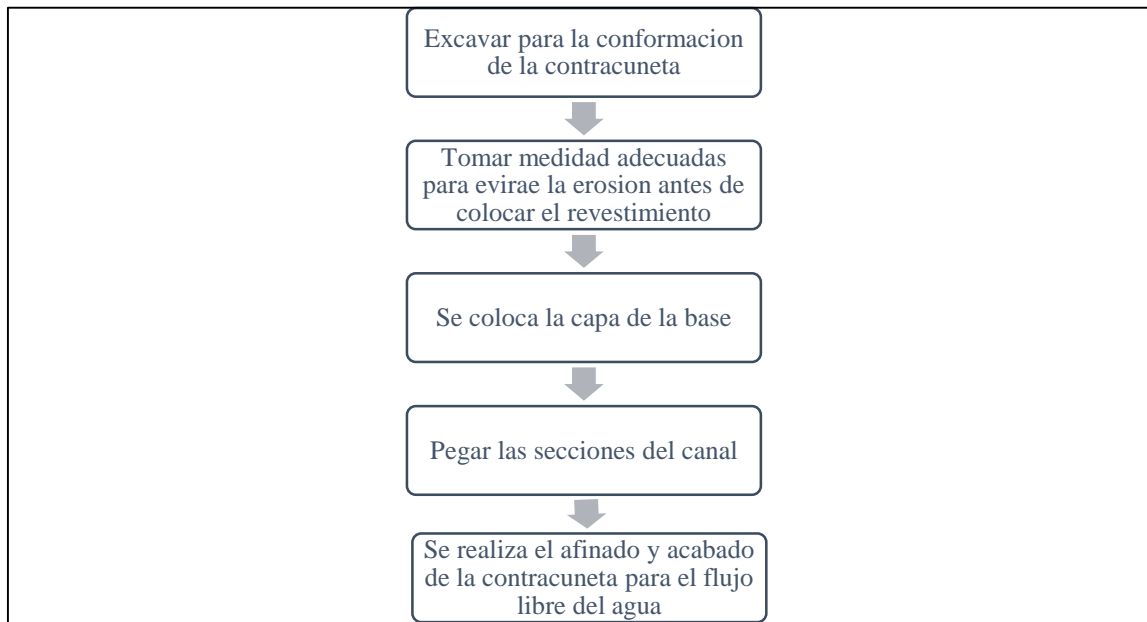 Excavar para la conformacion
de la contracuneta
Tomar medidad adecuadas
para evirae la erosion antes de
colocar el revestimiento
Se coloca la capa de la base
Pegar las secciones del canal
Se realiza el afinado y acabado
de la contracuneta para el flujo
libre del agua